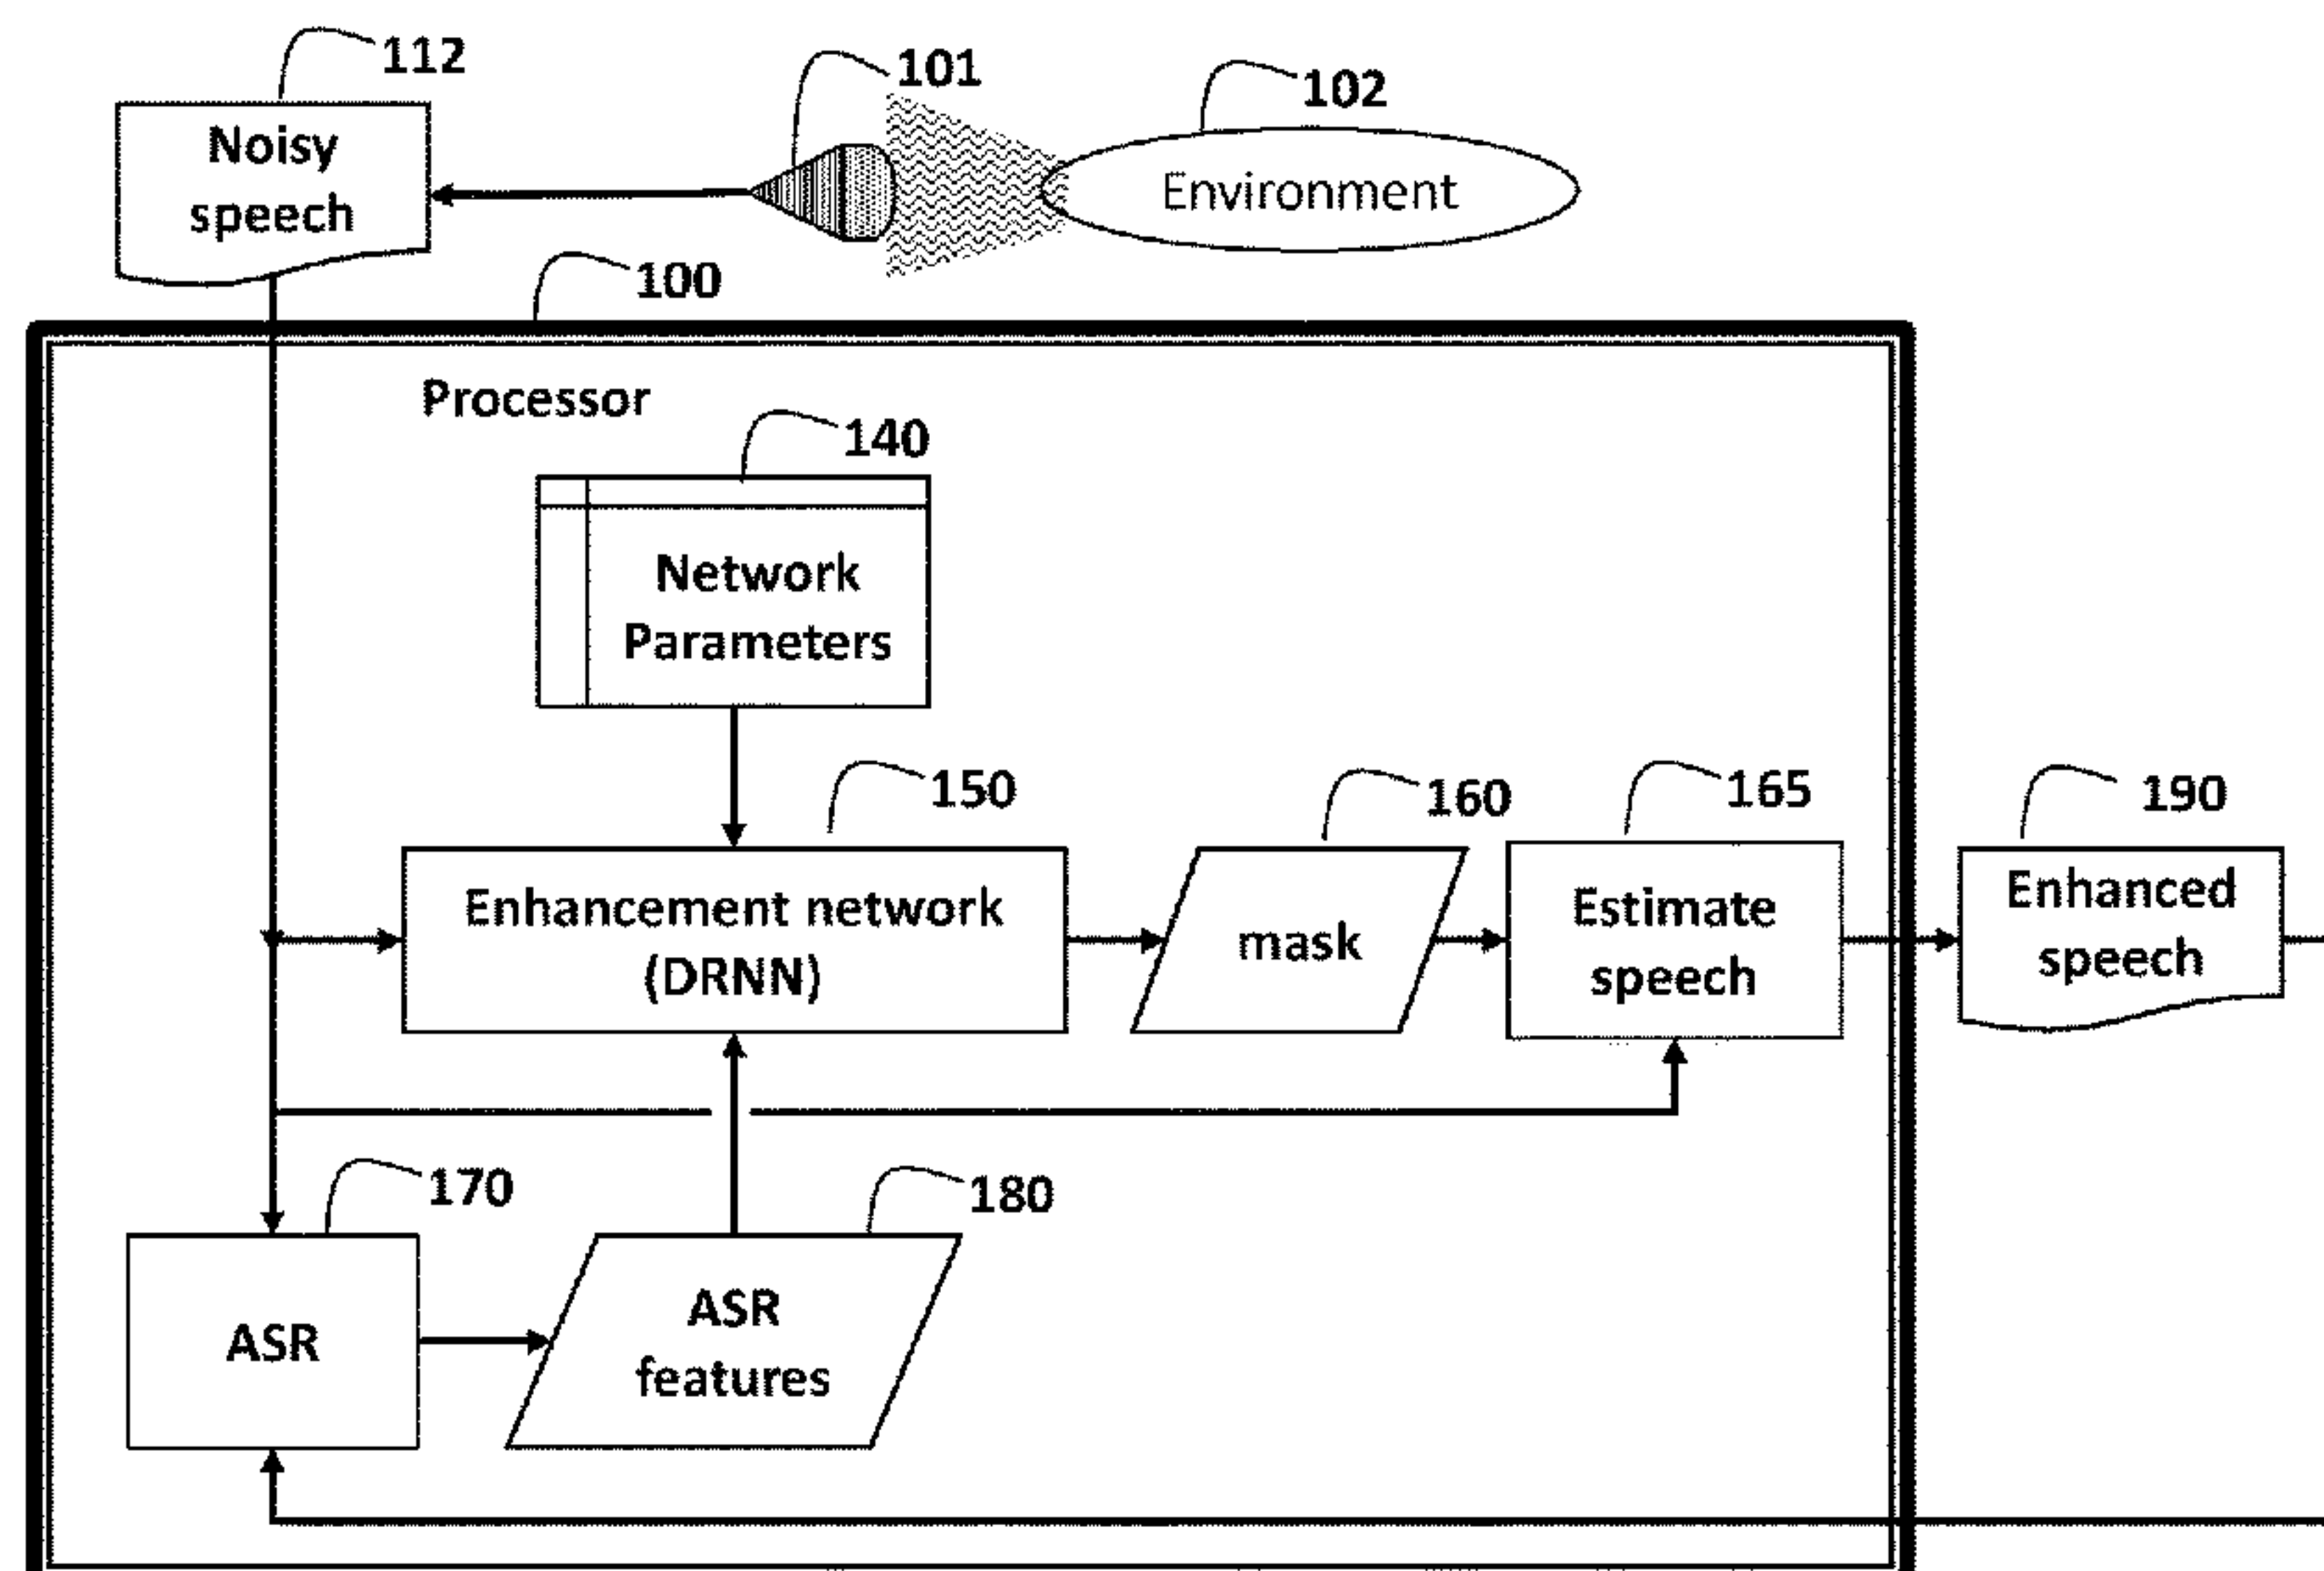 112
101
102
Noisy
speech
Environment
100
Processor
140
Network
Parameters
150
160
165
190
Enhancement network
(DRNN)
mask
Estimate
speech
Enhanced
speech
170
180
ASR
ASR
features